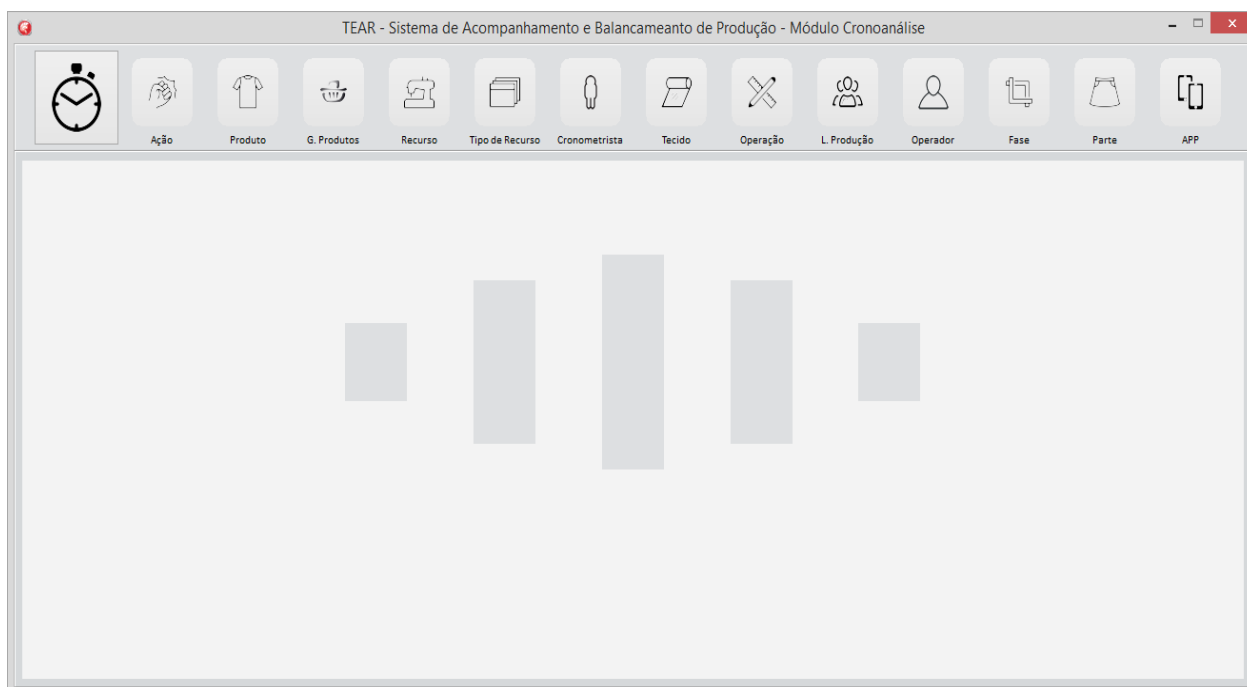 TEAR - Sistema de Acompanhamento e Balancameanto de Produção - Módulo Cronoanálise
Ação Produto G. Produtos Recurso Tipo de Recurso Cronometrista Tecido Operação L. Produção Operador Fase Parte APP